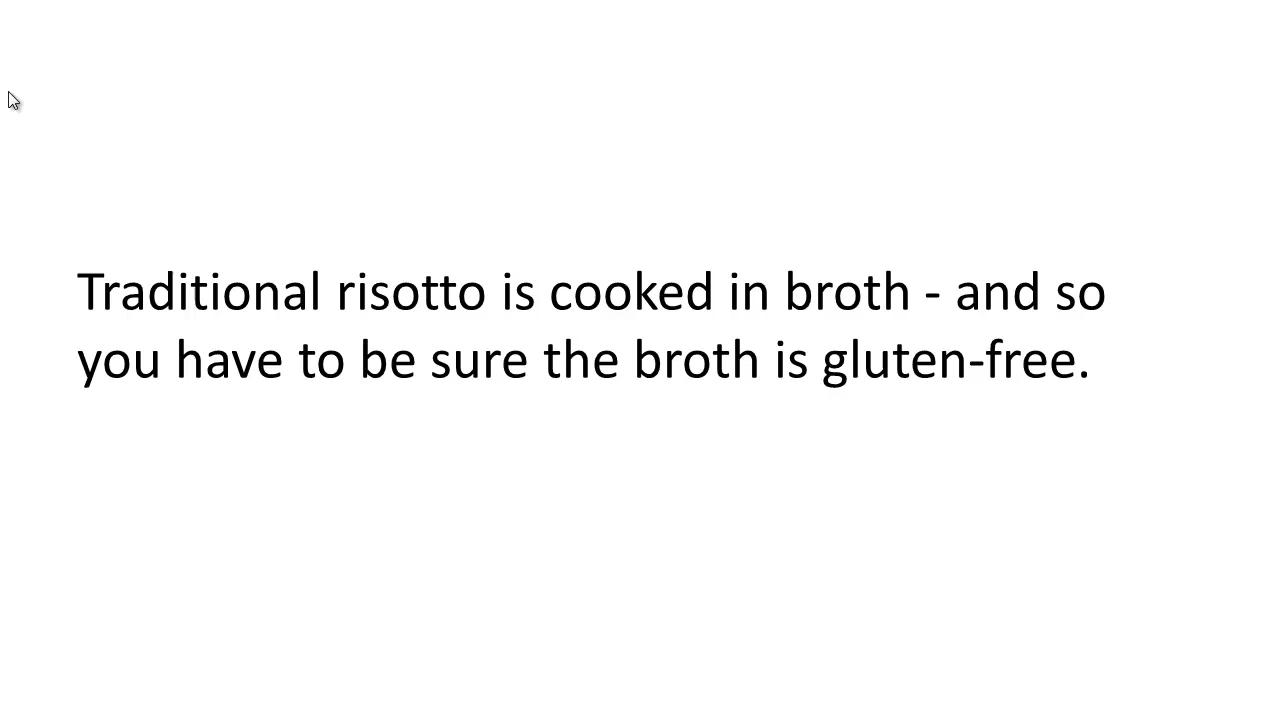 Traditional risotto is cooked in broth - and so
you have to be sure the broth is gluten-free.